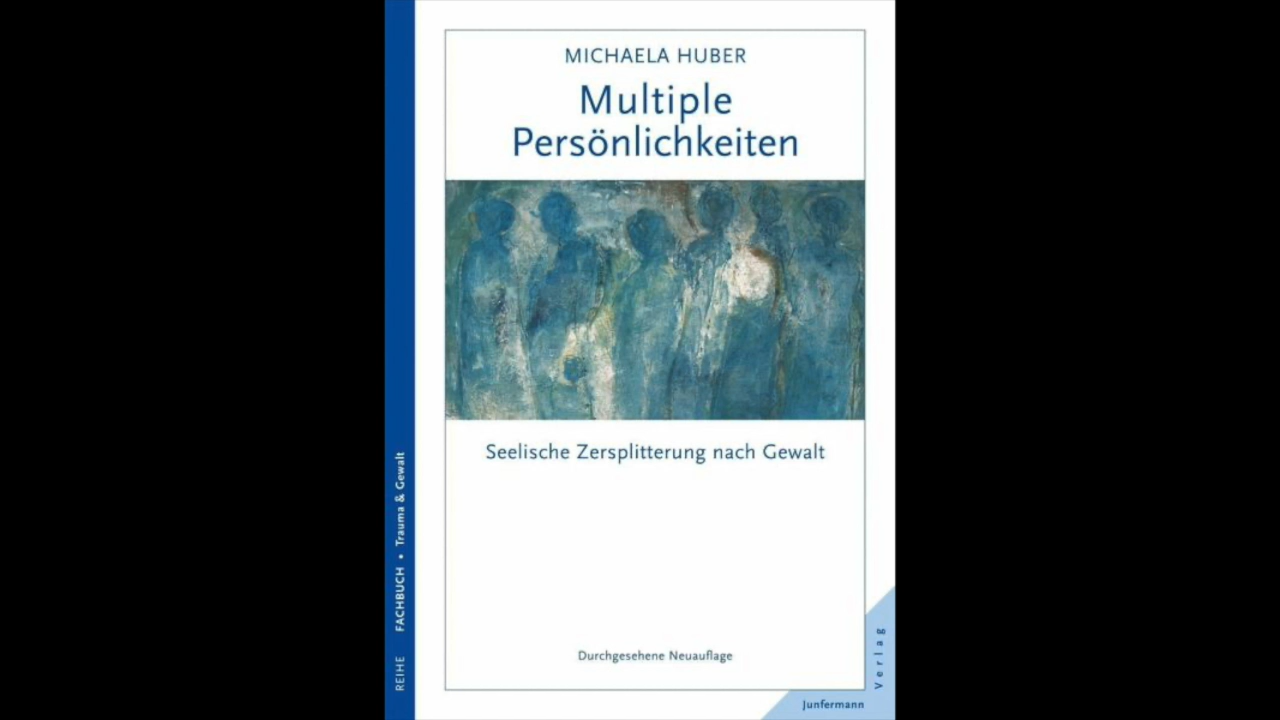 MICHAELA HUBER
Multiple
Persönlichkeiten
Seelische Zersplitterung nach Gewalt
Durchgesehene Neuauflage
REIHE FACHBUCH • Trauma & Gewalt
Junfermann
Verlag